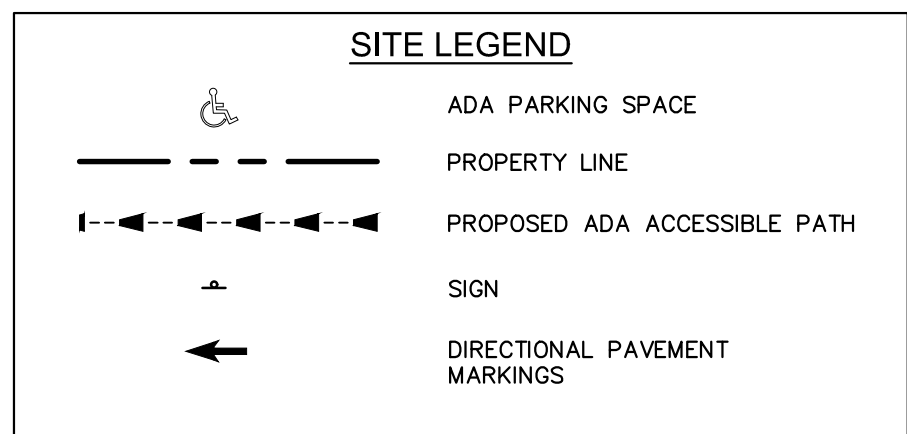 SITE LEGEND
ADA PARKING SPACE
PROPERTY LINE
PROPOSED ADA ACCESSIBLE PATH
SIGN
DIRECTIONAL PAVEMENT
MARKINGS